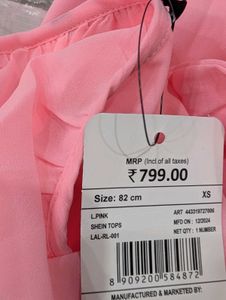 MRP (Incl of all taxes)
₹799.00
Size: 82 cm XS
L.PINK ART 443319727006
SHEIN TOPS MFD ON : 12/2024
LAL-RL-001 NET QTY : 1 NUMBER
8 909200 584872
MANUFACTURED & MARKETED BY: